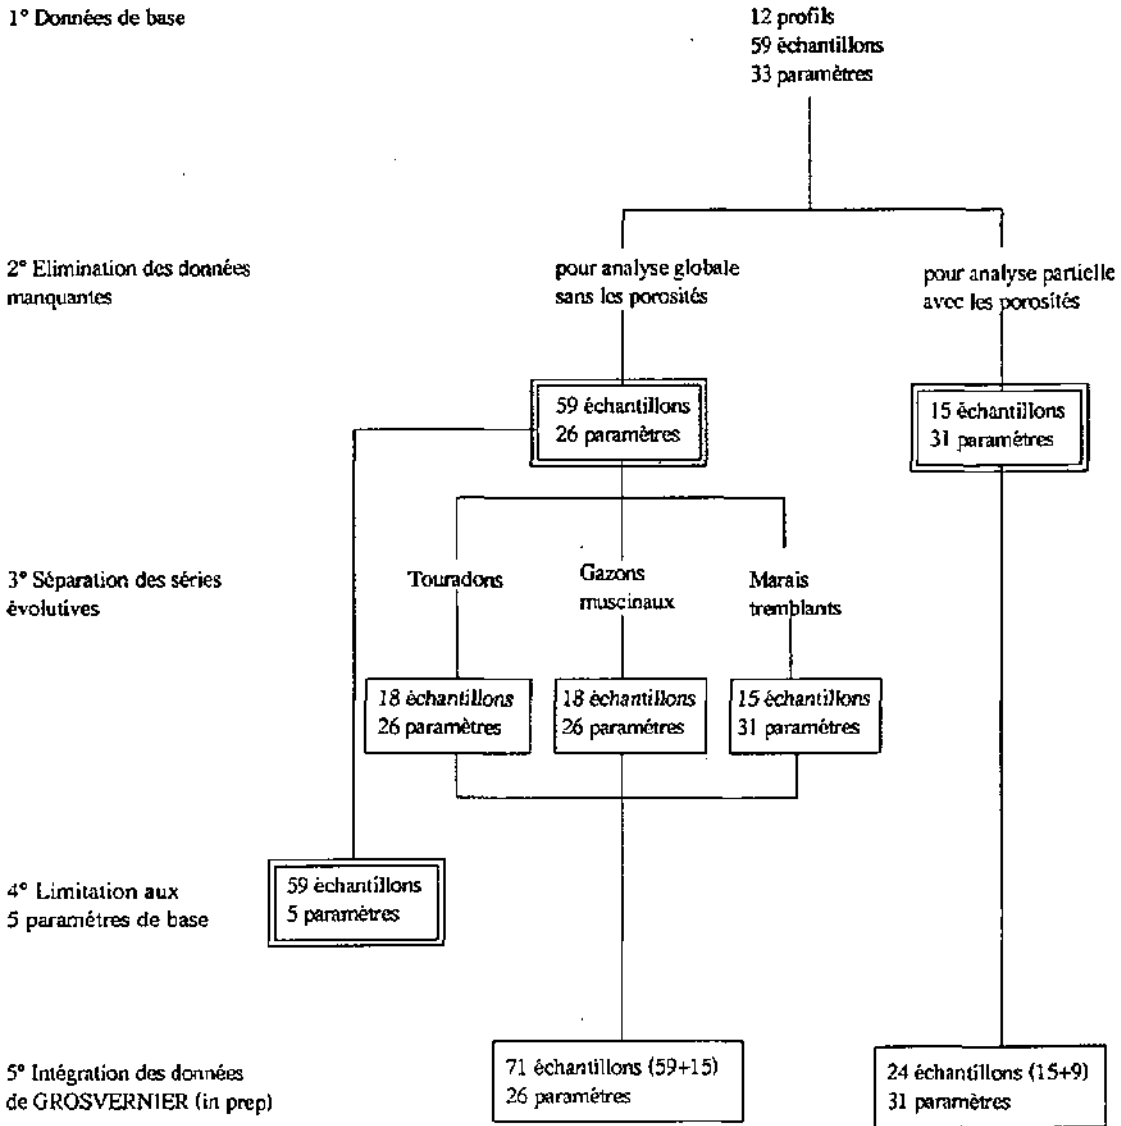 1° Données de base
12 profils
59 échantillons
33 paramètres
2° Elimination des données
manquantes
pour analyse globale
sans les porosités
pour analyse partielle
avec les porosités
59 échantillons
26 paramètres
15 échantillons
31 paramètres
3° Séparation des séries
évolutives
Touradons
Gazons
muscinaux
Marais
tremblants
18 échantillons
26 paramètres
18 échantillons
26 paramétres
15 échantillons
31 paramètres
4° Limitation aux
5 paramétres de base
59 échantillons
5 paramètres
5° Intégration des données
de GROSVERNIER (in prep)
71 échantillons (59+15)
26 paramètres
24 échantillons (15+9)
31 paramètres